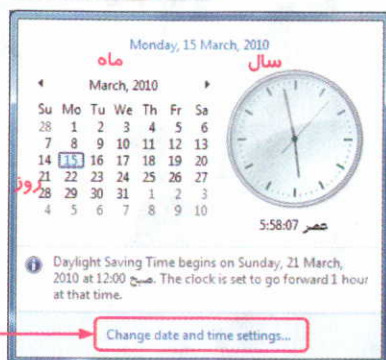 Monday, 15 March, 2010
ماه
سال
March, 2010
Su Mo Tu We Th Fr Sa
28 1 2 3 4 5 6
7 8 9 10 11 12 13
14 15 16 17 18 19 20
21 22 23 24 25 26 27
روز
28 29 30 31 1 2 3
4 5 6 7 8 9 10
5:58:07 عصر
Daylight Saving Time begins on Sunday, 21 March,
2010 at 12:00 صبح. The clock is set to go forward 1 hour
at that time.
Change date and time settings...